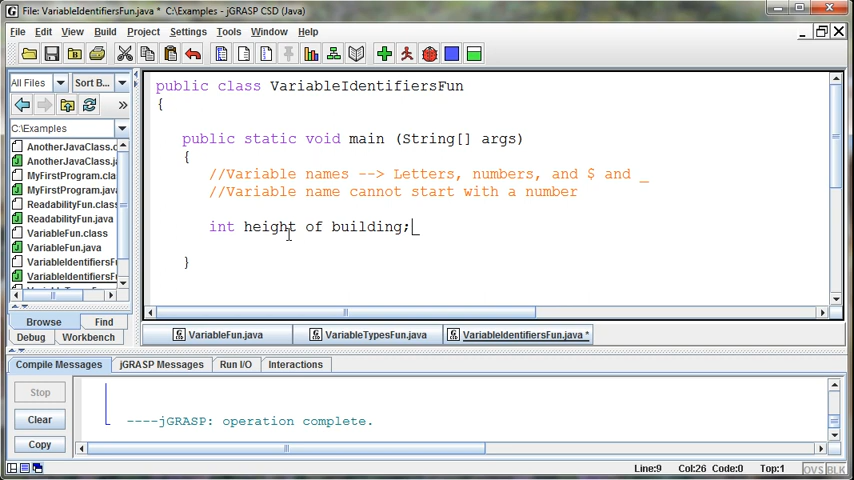 File: VariableIdentifiersFun.java * C:\Examples - jGRASP CSD (Java)
File Edit View Build Project Settings Tools Window Help
All Files Sort B...
C:\Examples
AnotherJavaClass.c
AnotherJavaClass.ja
MyFirstProgram.cla
MyFirstProgram.java
ReadabilityFun.class
ReadabilityFun.java
VariableFun.class
VariableFun.java
VariableIdentifiersF
VariableIdentifiersF
Browse Find
Debug Workbench
public class VariableIdentifiersFun
{
public static void main (String[] args)
{
//Variable names --> Letters, numbers, and $ and _
//Variable name cannot start with a number
int height of building;
}
VariableFun.java VariableTypesFun.java VariableIdentifiersFun.java *
Compile Messages jGRASP Messages Run I/O Interactions
Stop
Clear
Copy
----jGRASP: operation complete.
Line:9 Col:26 Code:0 Top:1 OVS BLK